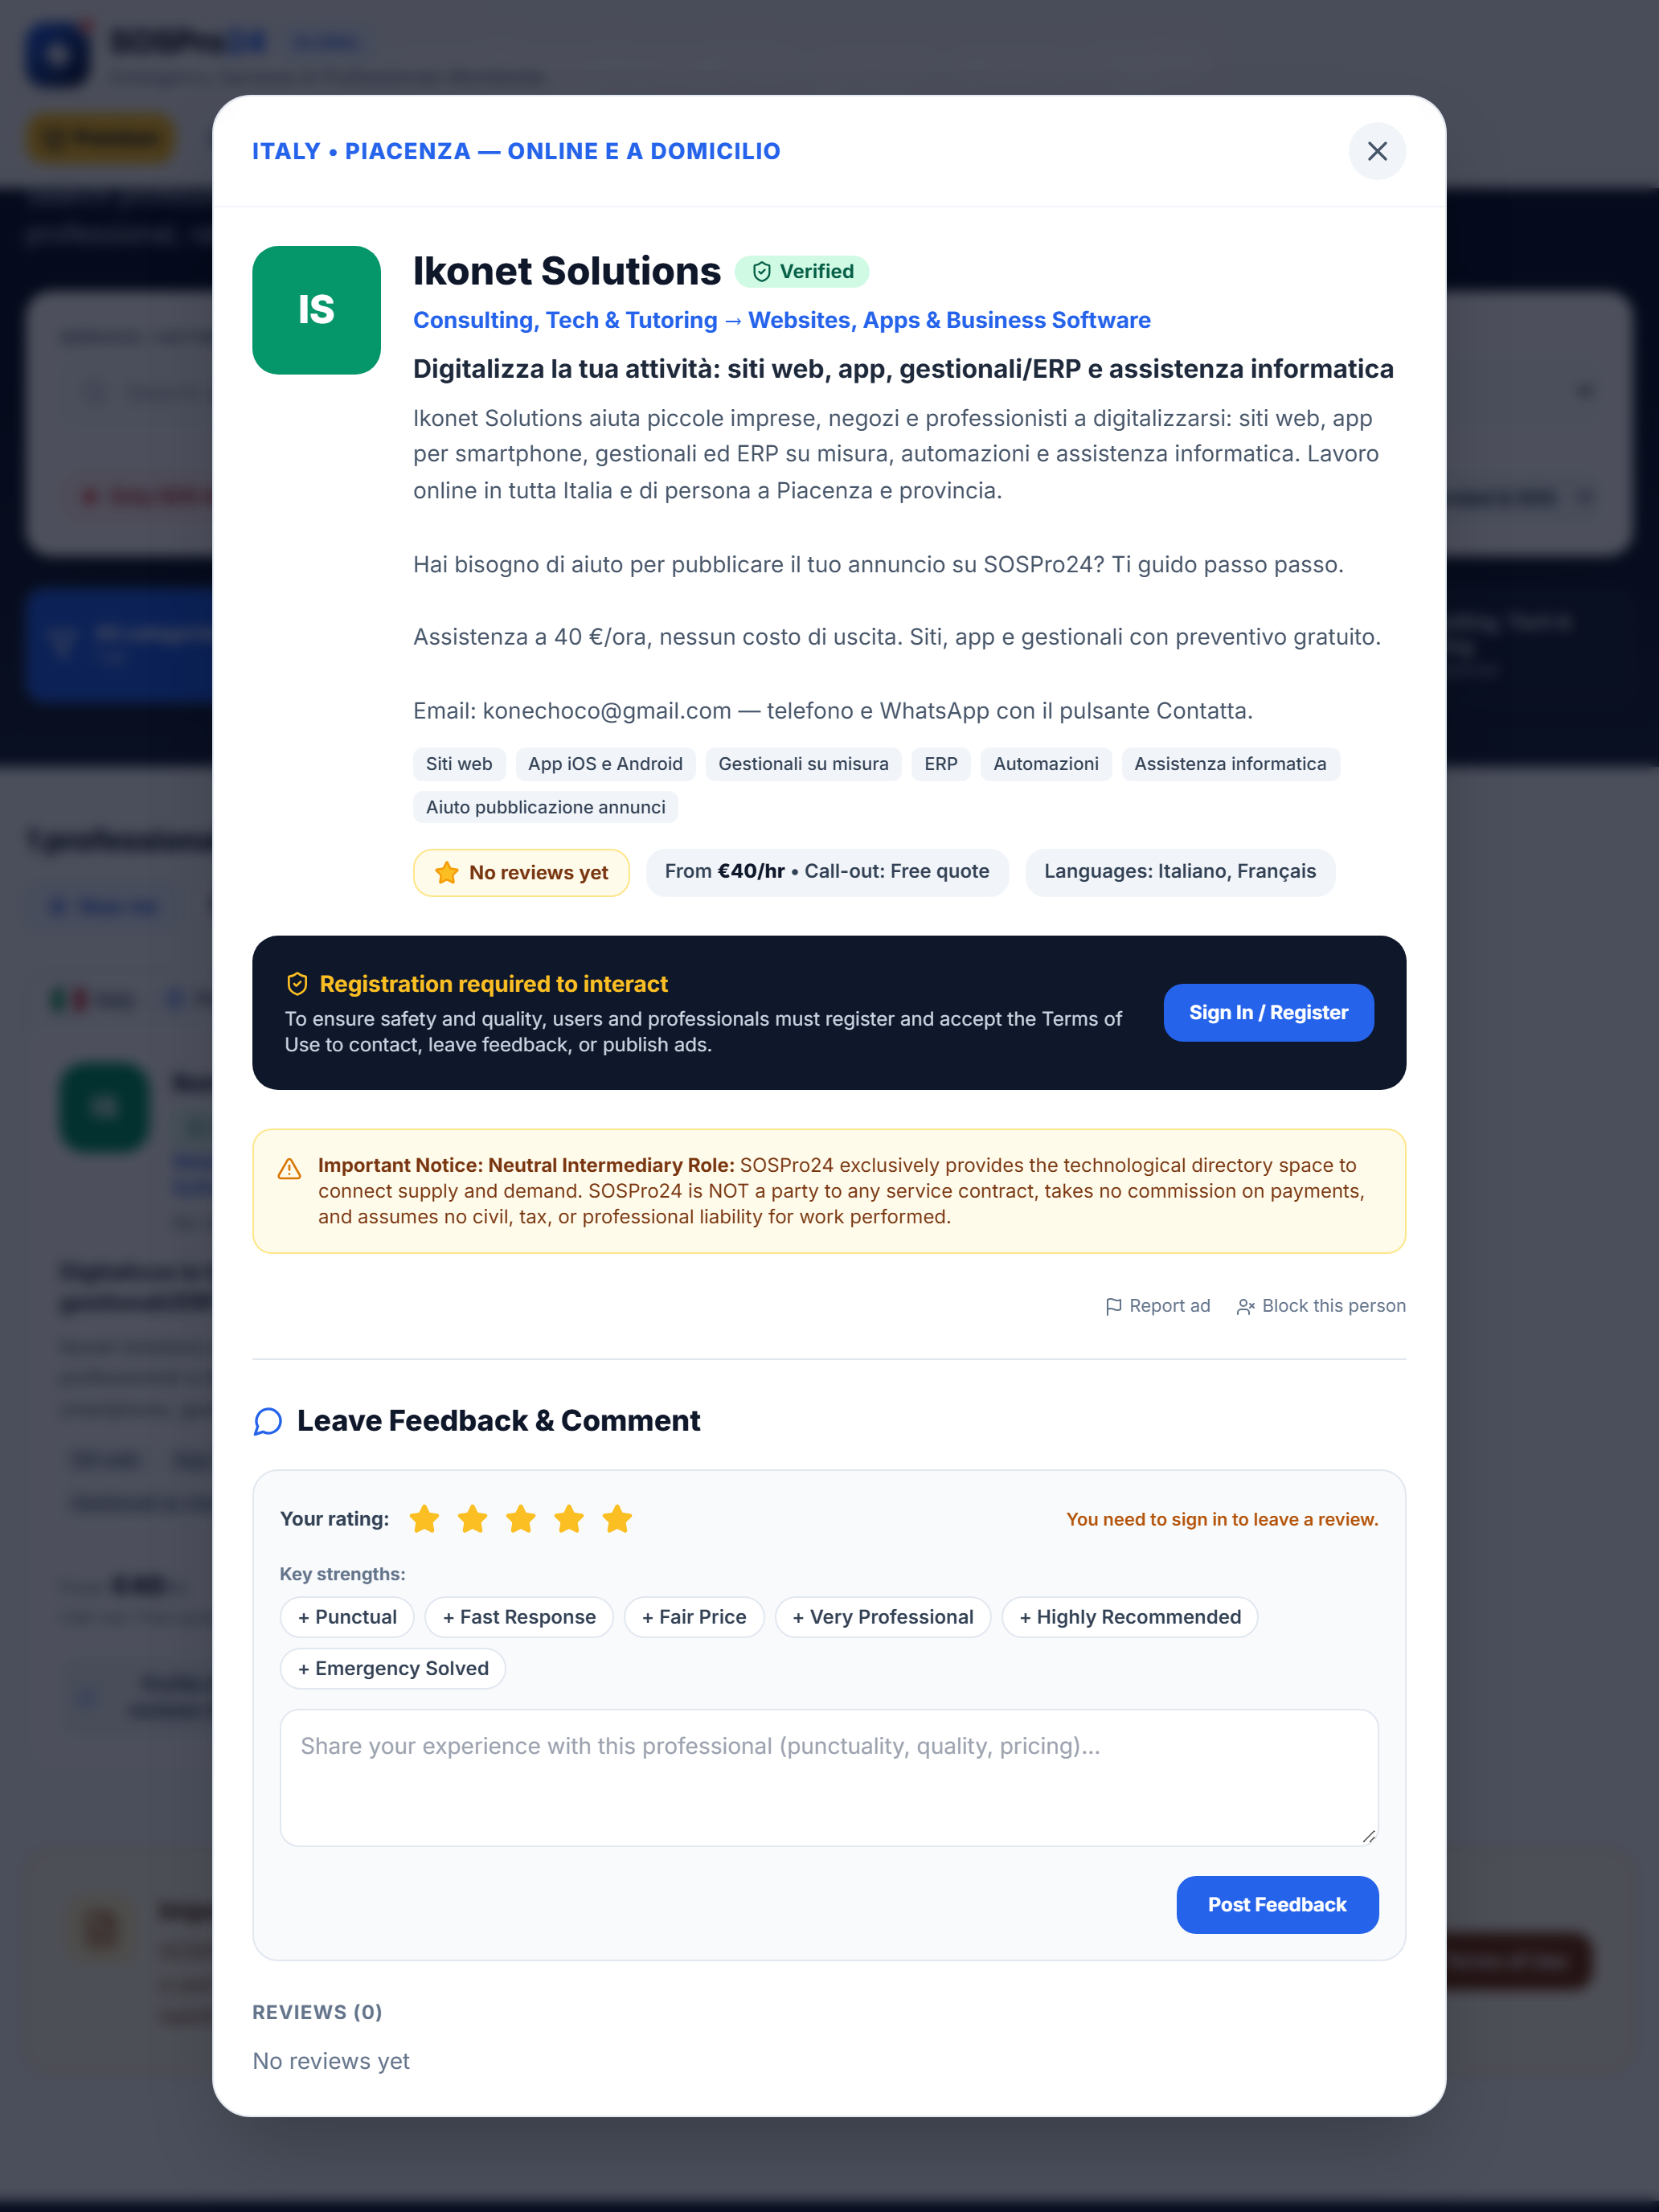 SOSPro24
Premium
ITALY • PIACENZA — ONLINE E A DOMICILIO
IS
Ikonet Solutions
Verified
Consulting, Tech & Tutoring → Websites, Apps & Business Software
Digitalizza la tua attività: siti web, app, gestionali/ERP e assistenza informatica
Ikonet Solutions aiuta piccole imprese, negozi e professionisti a digitalizzarsi: siti web, app
per smartphone, gestionali ed ERP su misura, automazioni e assistenza informatica. Lavoro
online in tutta Italia e di persona a Piacenza e provincia.
Hai bisogno di aiuto per pubblicare il tuo annuncio su SOSPro24? Ti guido passo passo.
Assistenza a 40 €/ora, nessun costo di uscita. Siti, app e gestionali con preventivo gratuito.
Email: konechoco@gmail.com — telefono e WhatsApp con il pulsante Contatta.
Siti web App iOS e Android Gestionali su misura ERP Automazioni Assistenza informatica
Aiuto pubblicazione annunci
No reviews yet From €40/hr • Call-out: Free quote Languages: Italiano, Français
Registration required to interact
To ensure safety and quality, users and professionals must register and accept the Terms of
Use to contact, leave feedback, or publish ads.
Sign In / Register
Important Notice: Neutral Intermediary Role: SOSPro24 exclusively provides the technological directory space to
connect supply and demand. SOSPro24 is NOT a party to any service contract, takes no commission on payments,
and assumes no civil, tax, or professional liability for work performed.
Report ad Block this person
Leave Feedback & Comment
Your rating: You need to sign in to leave a review.
Key strengths:
+ Punctual + Fast Response + Fair Price + Very Professional + Highly Recommended
+ Emergency Solved
Share your experience with this professional (punctuality, quality, pricing)...
Post Feedback
REVIEWS (0)
No reviews yet